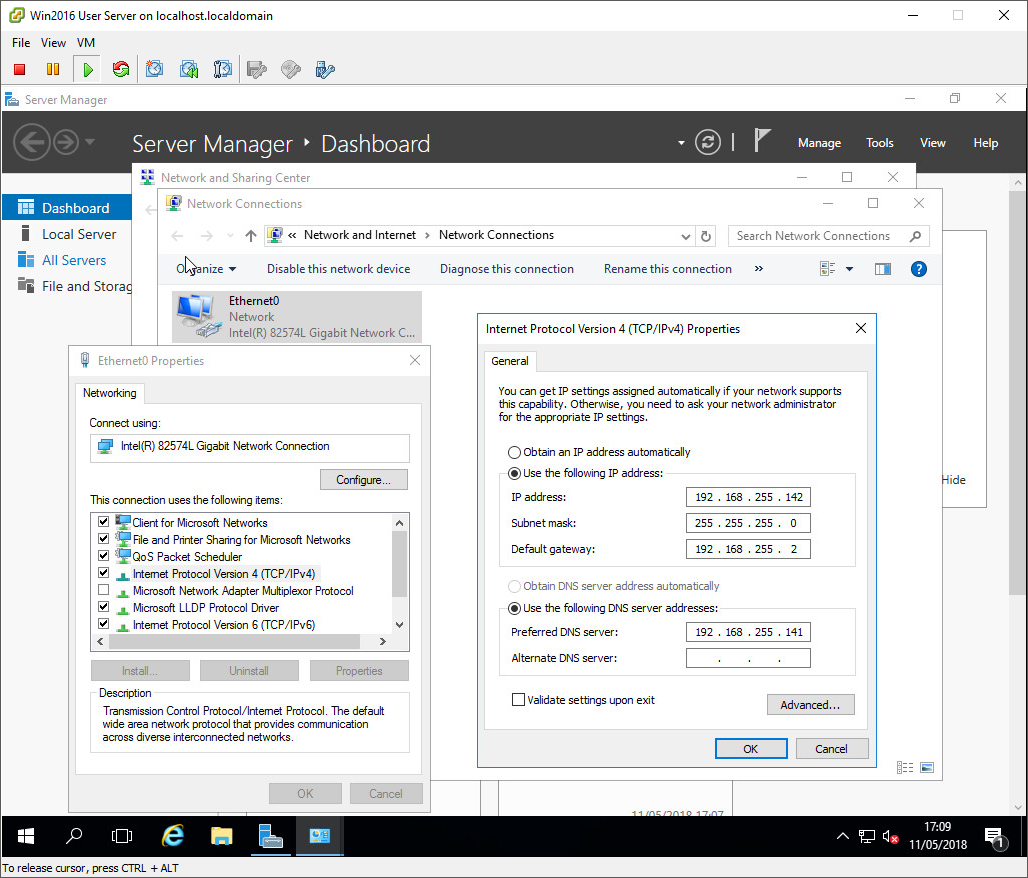 Win2016 User Server on localhost.localdomain
File View VM
Server Manager
Server Manager ‣ Dashboard
Manage Tools View Help
Network and Sharing Center
Network Connections
Dashboard
Local Server
All Servers
File and Storag
« Network and Internet › Network Connections
Search Network Connections
Organize Disable this network device Diagnose this connection Rename this connection »
Ethernet0
Network
Intel(R) 82574L Gigabit Network C...
Ethernet0 Properties
Networking
Connect using:
Intel(R) 82574L Gigabit Network Connection
Configure...
This connection uses the following items:
Client for Microsoft Networks
File and Printer Sharing for Microsoft Networks
QoS Packet Scheduler
Internet Protocol Version 4 (TCP/IPv4)
Microsoft Network Adapter Multiplexor Protocol
Microsoft LLDP Protocol Driver
Internet Protocol Version 6 (TCP/IPv6)
Install... Uninstall Properties
Description
Transmission Control Protocol/Internet Protocol. The default
wide area network protocol that provides communication
across diverse interconnected networks.
OK Cancel
Internet Protocol Version 4 (TCP/IPv4) Properties
General
You can get IP settings assigned automatically if your network supports
this capability. Otherwise, you need to ask your network administrator
for the appropriate IP settings.
Obtain an IP address automatically
Use the following IP address:
IP address: 192 . 168 . 255 . 142
Subnet mask: 255 . 255 . 255 . 0
Default gateway: 192 . 168 . 255 . 2
Obtain DNS server address automatically
Use the following DNS server addresses:
Preferred DNS server: 192 . 168 . 255 . 141
Alternate DNS server: . . .
Validate settings upon exit
Advanced...
OK Cancel
Hide
11/05/2018 17:07
17:09
11/05/2018
1
To release cursor, press CTRL + ALT